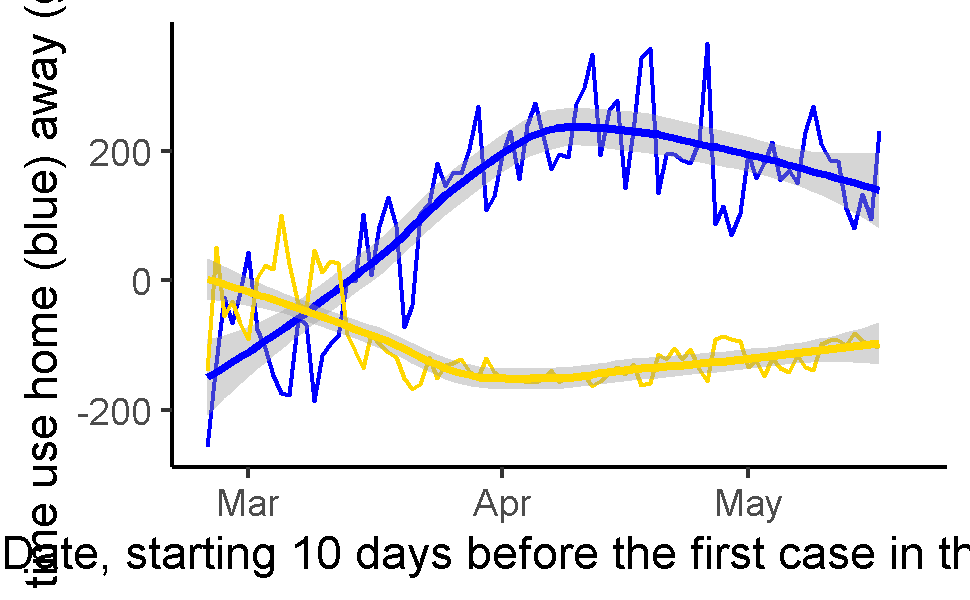 time use home (blue) away (
200
0
-200
Mar Apr May
Date, starting 10 days before the first case in th